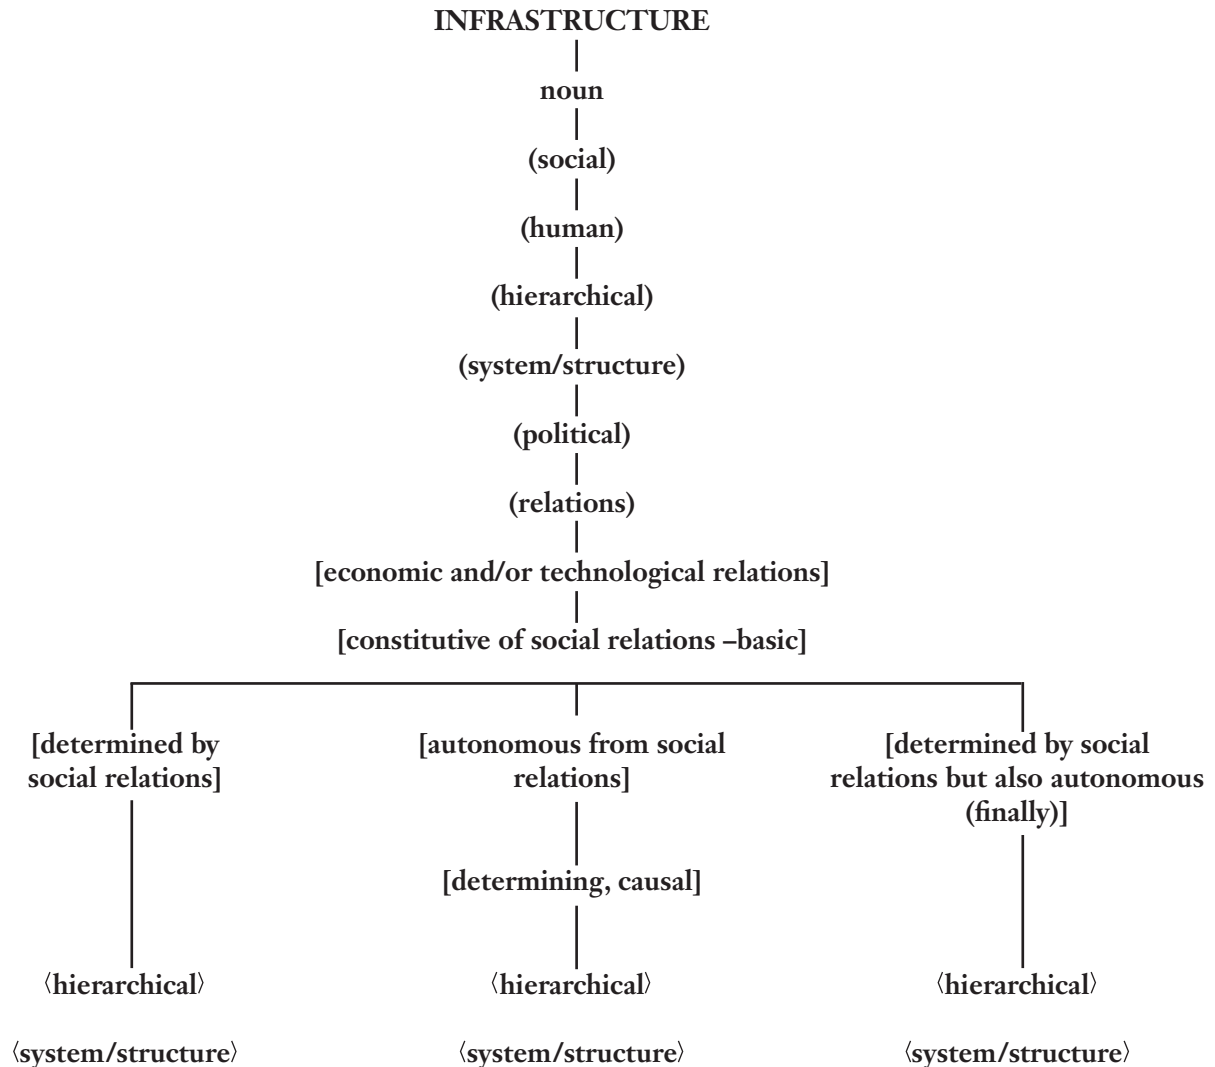 INFRASTRUCTURE
noun
(social)
(human)
(hierarchical)
(system/structure)
(political)
(relations)
[economic and/or technological relations]
[constitutive of social relations –basic]
[determined by
social relations]
[autonomous from social
relations]
[determined by social
relations but also autonomous
(finally)]
[determining, causal]
⟨hierarchical⟩
⟨hierarchical⟩
⟨hierarchical⟩
⟨system/structure⟩
⟨system/structure⟩
⟨system/structure⟩